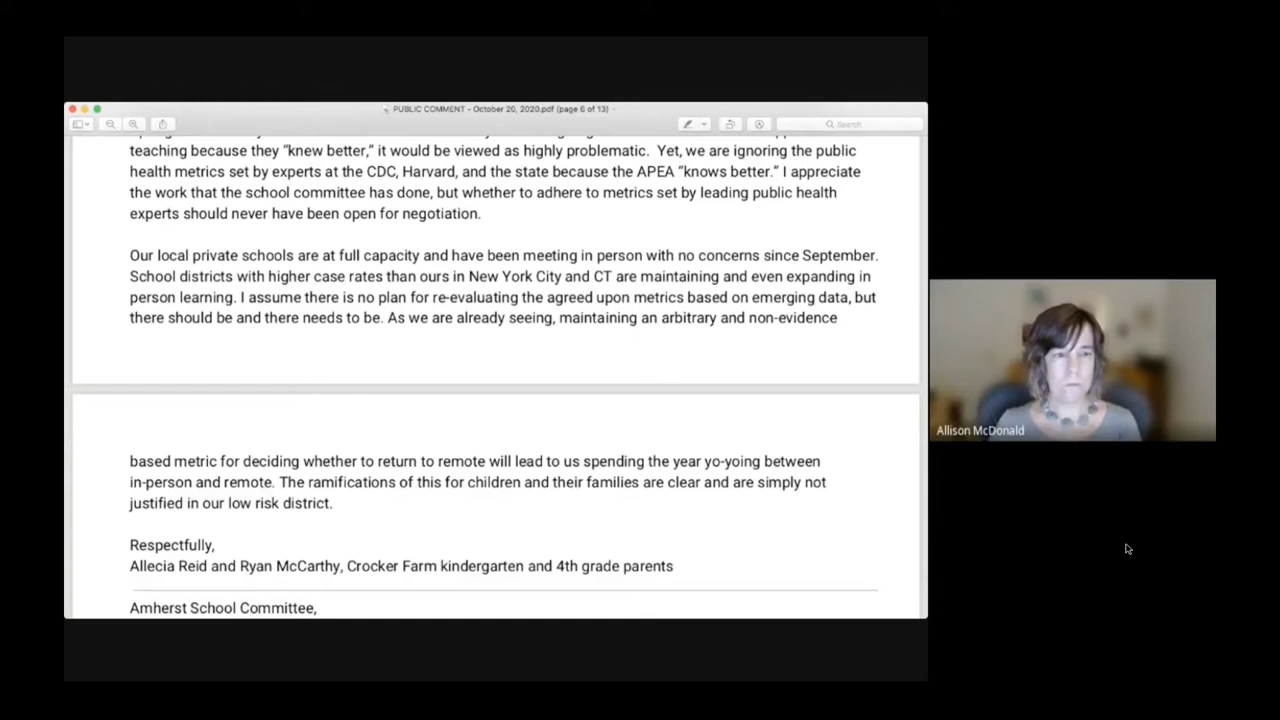 PUBLIC COMMENT - October 20, 2020.pdf (page 6 of 13)
Search
teaching because they “knew better,” it would be viewed as highly problematic. Yet, we are ignoring the public
health metrics set by experts at the CDC, Harvard, and the state because the APEA “knows better.” I appreciate
the work that the school committee has done, but whether to adhere to metrics set by leading public health
experts should never have been open for negotiation.
Our local private schools are at full capacity and have been meeting in person with no concerns since September.
School districts with higher case rates than ours in New York City and CT are maintaining and even expanding in
person learning. I assume there is no plan for re-evaluating the agreed upon metrics based on emerging data, but
there should be and there needs to be. As we are already seeing, maintaining an arbitrary and non-evidence
based metric for deciding whether to return to remote will lead to us spending the year yo-yoing between
in-person and remote. The ramifications of this for children and their families are clear and are simply not
justified in our low risk district.
Respectfully,
Allecia Reid and Ryan McCarthy, Crocker Farm kindergarten and 4th grade parents
Amherst School Committee,
Allison McDonald